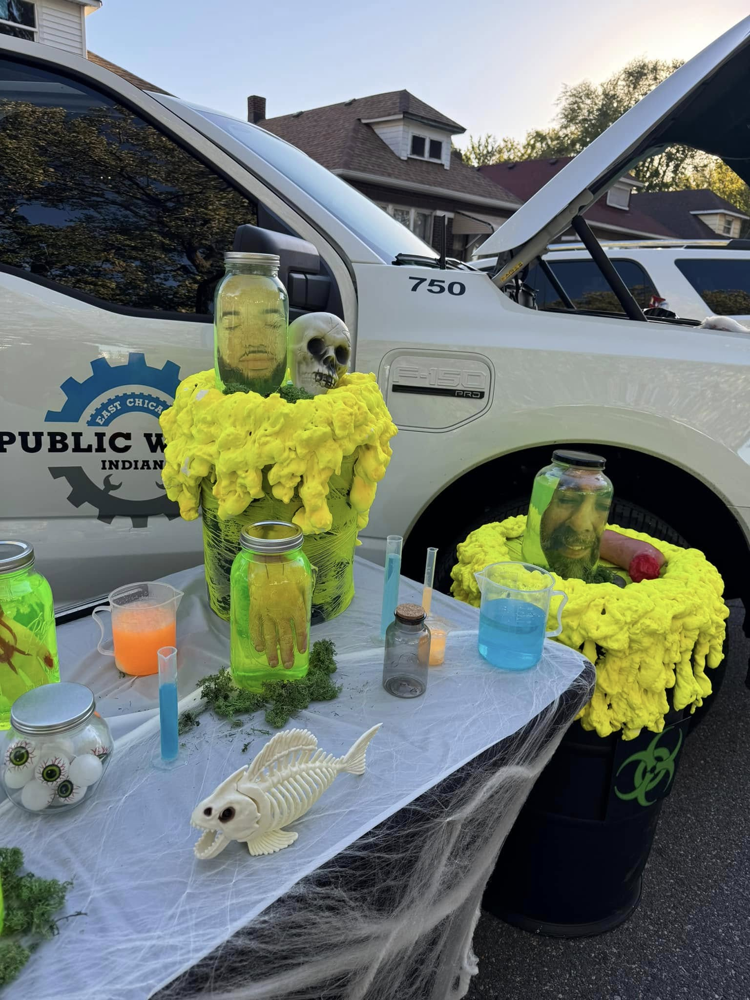 750
F-150
PRO
EAST CHICA
PUBLIC W
INDIAN